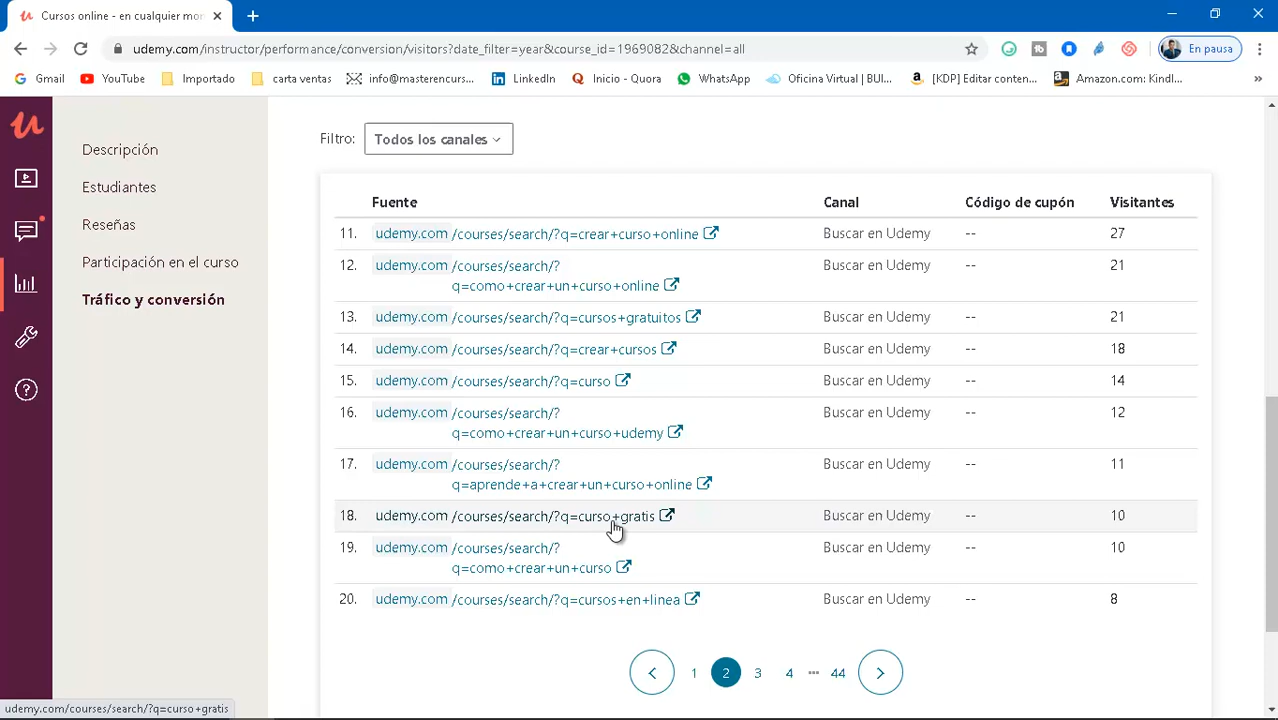 Cursos online - en cualquier mor
udemy.com/instructor/performance/conversion/visitors?date_filter=year&course_id=1969082&channel=all
En pausa
Gmail
YouTube
Importado
carta ventas
info@masterencurs...
LinkedIn
Inicio - Quora
WhatsApp
Oficina Virtual | BUI...
[KDP] Editar conten...
Amazon.com: Kindl...
»
Descripción
Estudiantes
Reseñas
Participación en el curso
Tráfico y conversión
Filtro:
Todos los canales
Fuente Canal Código de cupón Visitantes
11. udemy.com /courses/search/?q=crear+curso+online Buscar en Udemy -- 27
12. udemy.com /courses/search/? Buscar en Udemy -- 21
q=como+crear+un+curso+online
13. udemy.com /courses/search/?q=cursos+gratuitos Buscar en Udemy -- 21
14. udemy.com /courses/search/?q=crear+cursos Buscar en Udemy -- 18
15. udemy.com /courses/search/?q=curso Buscar en Udemy -- 14
16. udemy.com /courses/search/? Buscar en Udemy -- 12
q=como+crear+un+curso+udemy
17. udemy.com /courses/search/? Buscar en Udemy -- 11
q=aprende+a+crear+un+curso+online
18. udemy.com /courses/search/?q=curso+gratis Buscar en Udemy -- 10
19. udemy.com /courses/search/? Buscar en Udemy -- 10
q=como+crear+un+curso
20. udemy.com /courses/search/?q=cursos+en+linea Buscar en Udemy -- 8
1 2 3 4 ... 44
udemy.com/courses/search/?q=curso+gratis